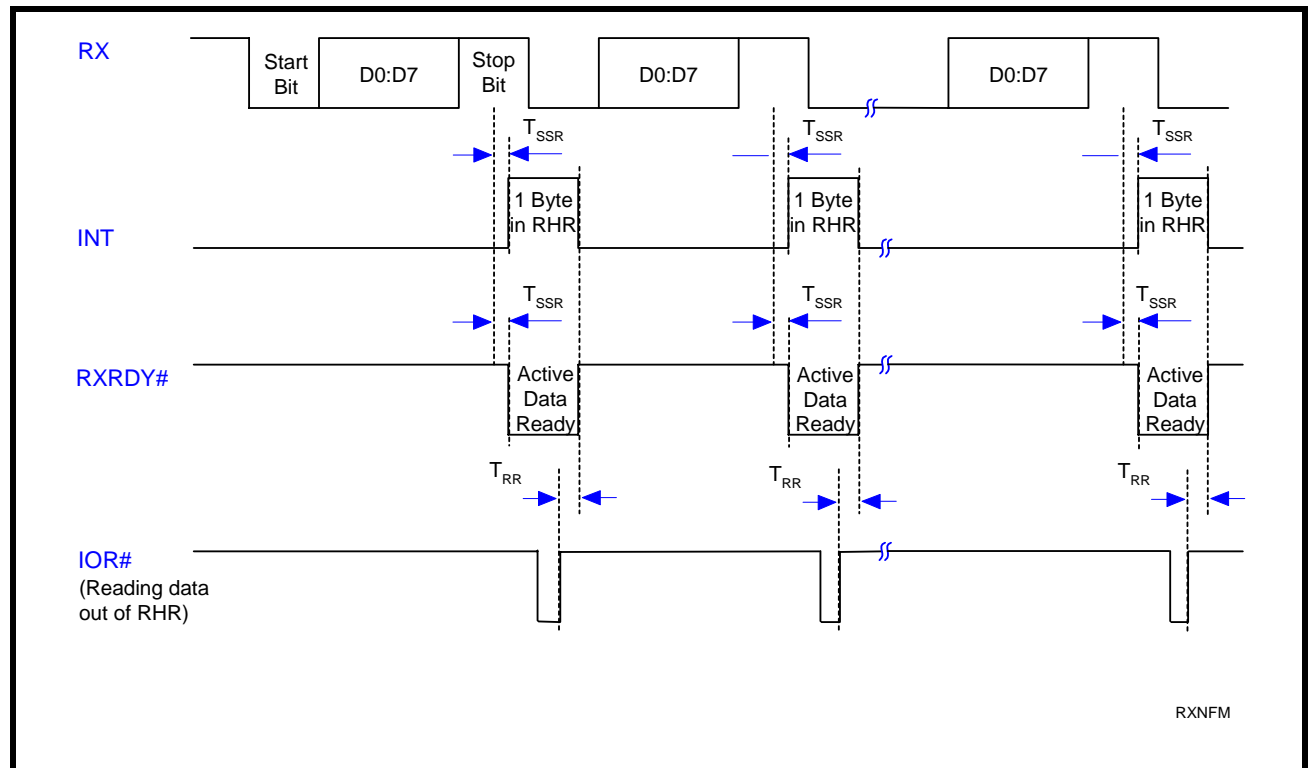 RX
Start
Bit
D0:D7
Stop
Bit
D0:D7
D0:D7
TSSR
TSSR
TSSR
INT
1 Byte
in RHR
1 Byte
in RHR
1 Byte
in RHR
TSSR
TSSR
TSSR
RXRDY#
Active
Data
Ready
Active
Data
Ready
Active
Data
Ready
TRR
TRR
TRR
IOR#
(Reading data
out of RHR)
RXNFM